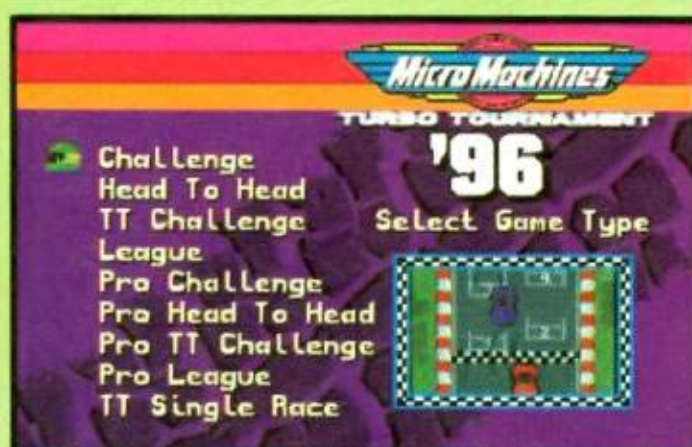 Micro Machines
TURBO TOURNAMENT
'96
Select Game Type
Challenge
Head To Head
TT Challenge
League
Pro Challenge
Pro Head To Head
Pro TT Challenge
Pro League
TT Single Race